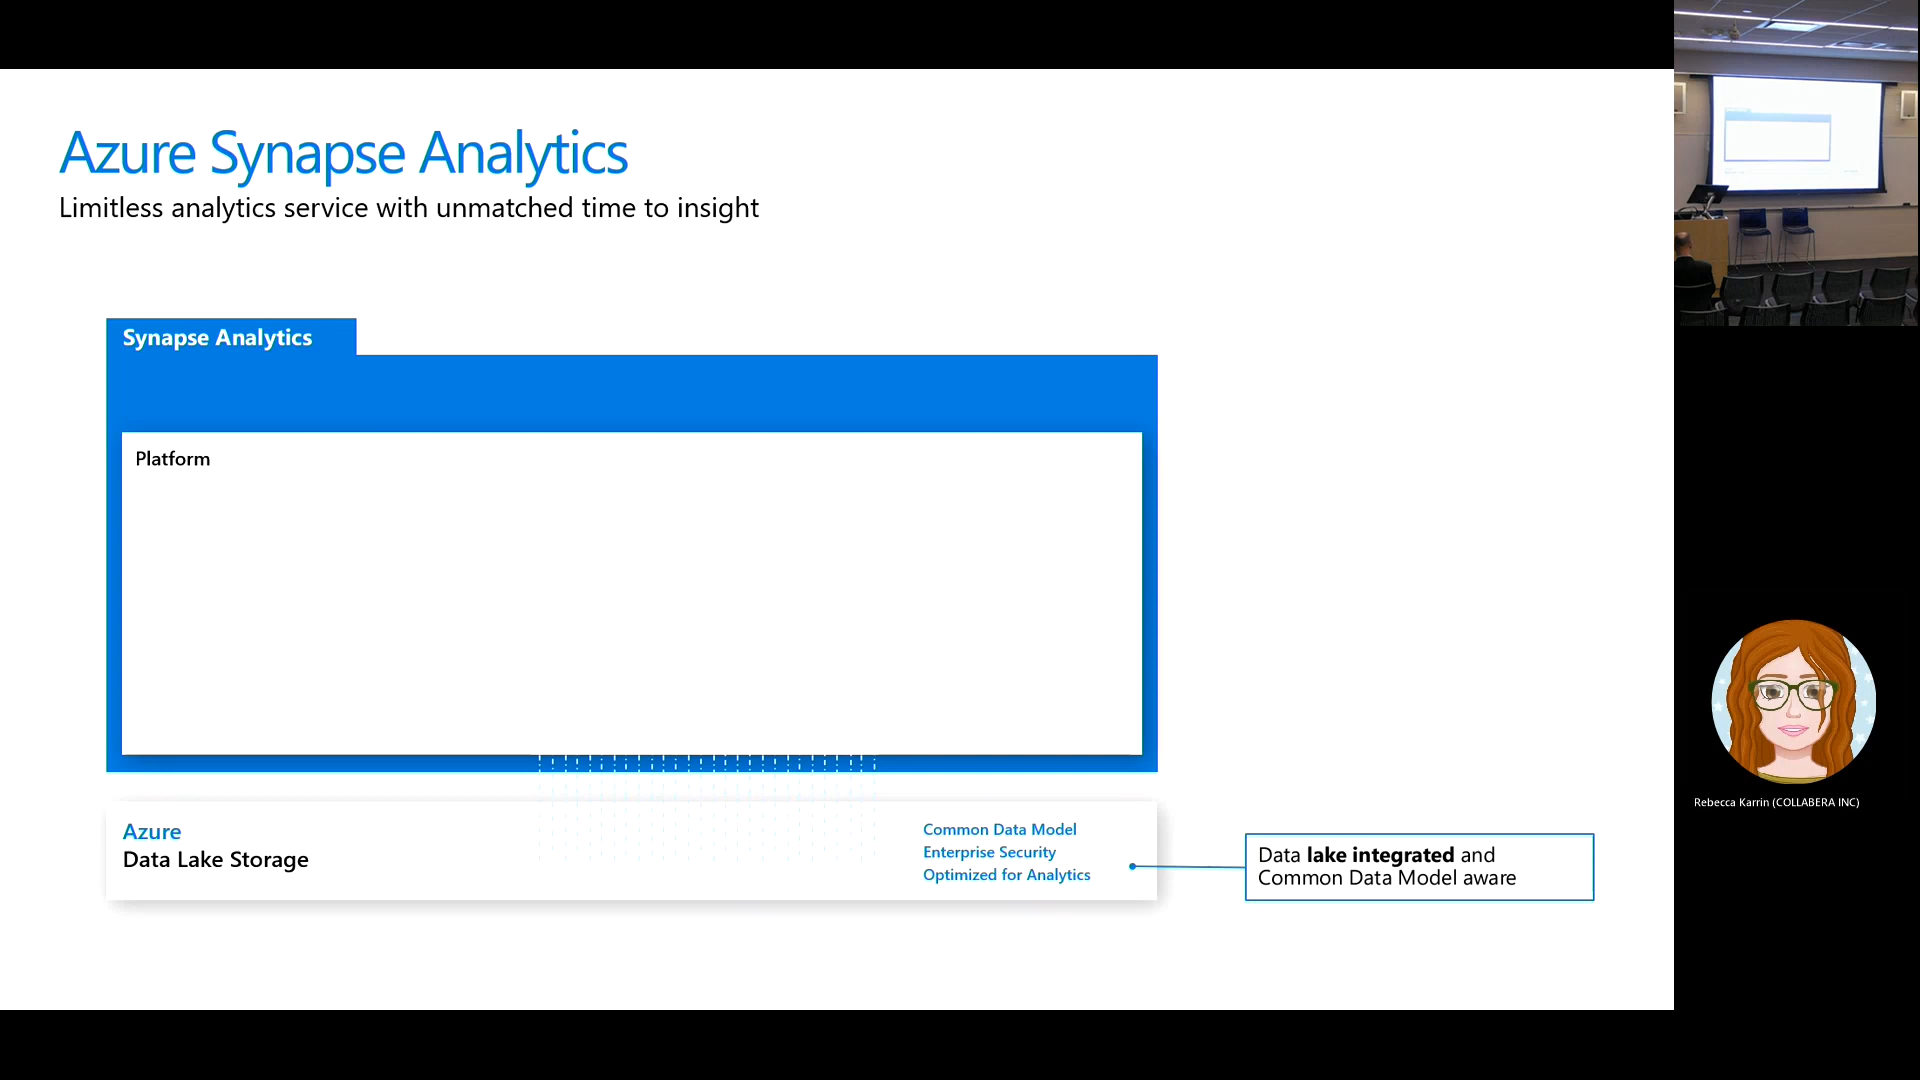 Azure Synapse Analytics
Limitless analytics service with unmatched time to insight
Synapse Analytics
Platform
Azure
Data Lake Storage
Common Data Model
Enterprise Security
Optimized for Analytics
Data lake integrated and
Common Data Model aware
Rebecca Karrin (COLLABERA INC)